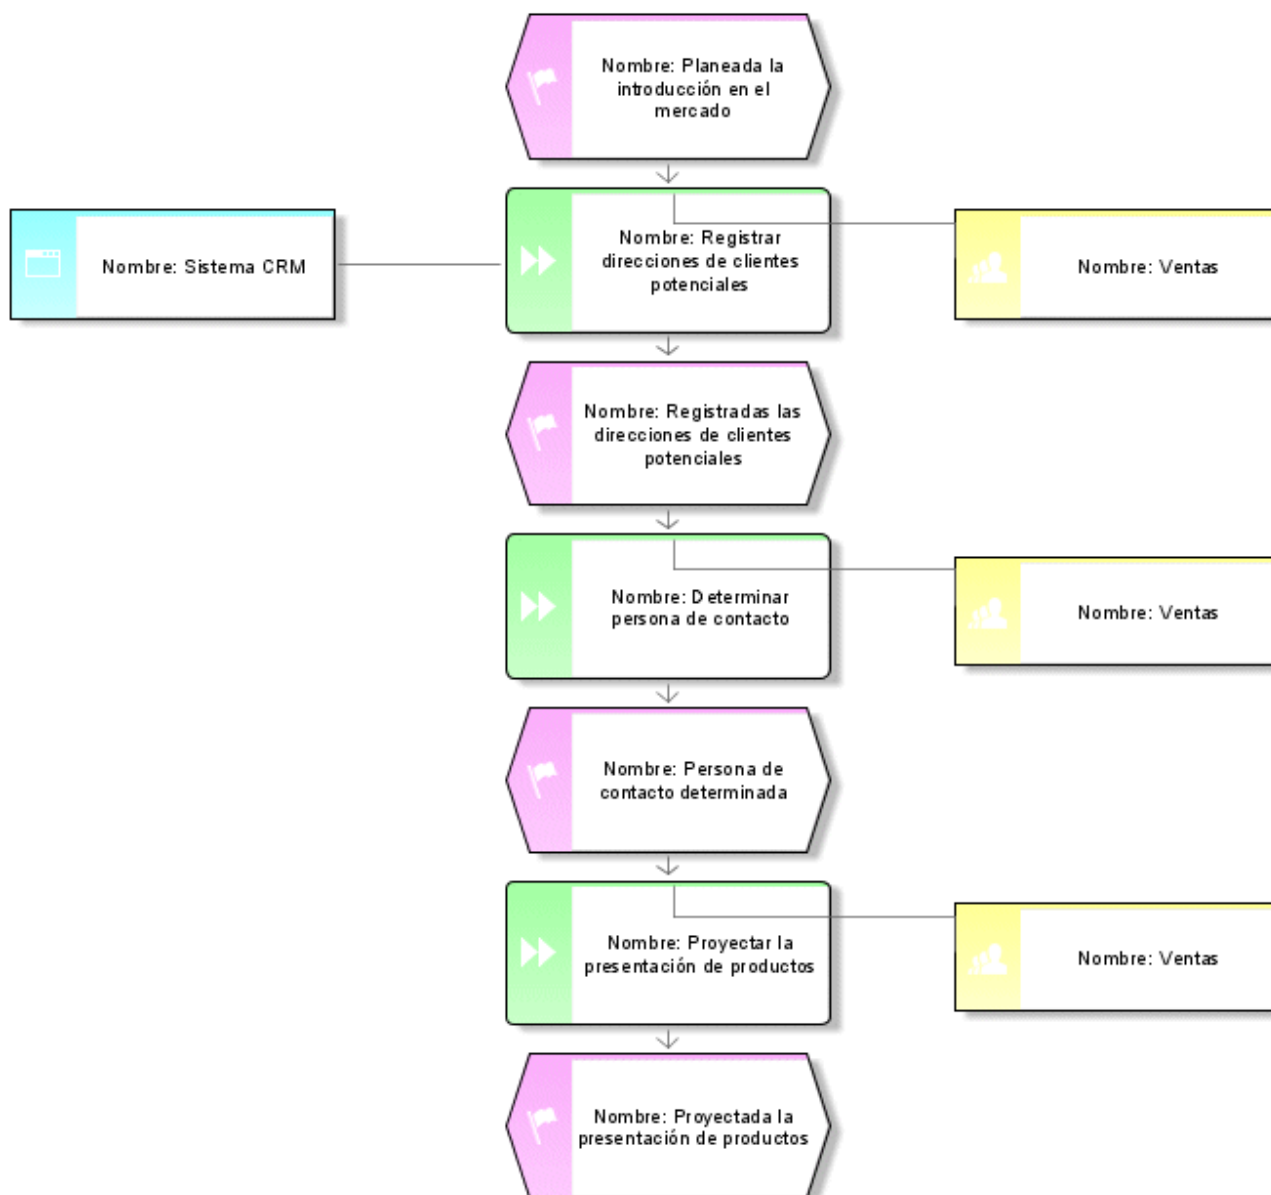 Nombre: Planeada la
introducción en el
mercado
Nombre: Sistema CRM
Nombre: Registrar
direcciones de clientes
potenciales
Nombre: Ventas
Nombre: Registradas las
direcciones de clientes
potenciales
Nombre: Determinar
persona de contacto
Nombre: Ventas
Nombre: Persona de
contacto determinada
Nombre: Proyectar la
presentación de productos
Nombre: Ventas
Nombre: Proyectada la
presentación de productos